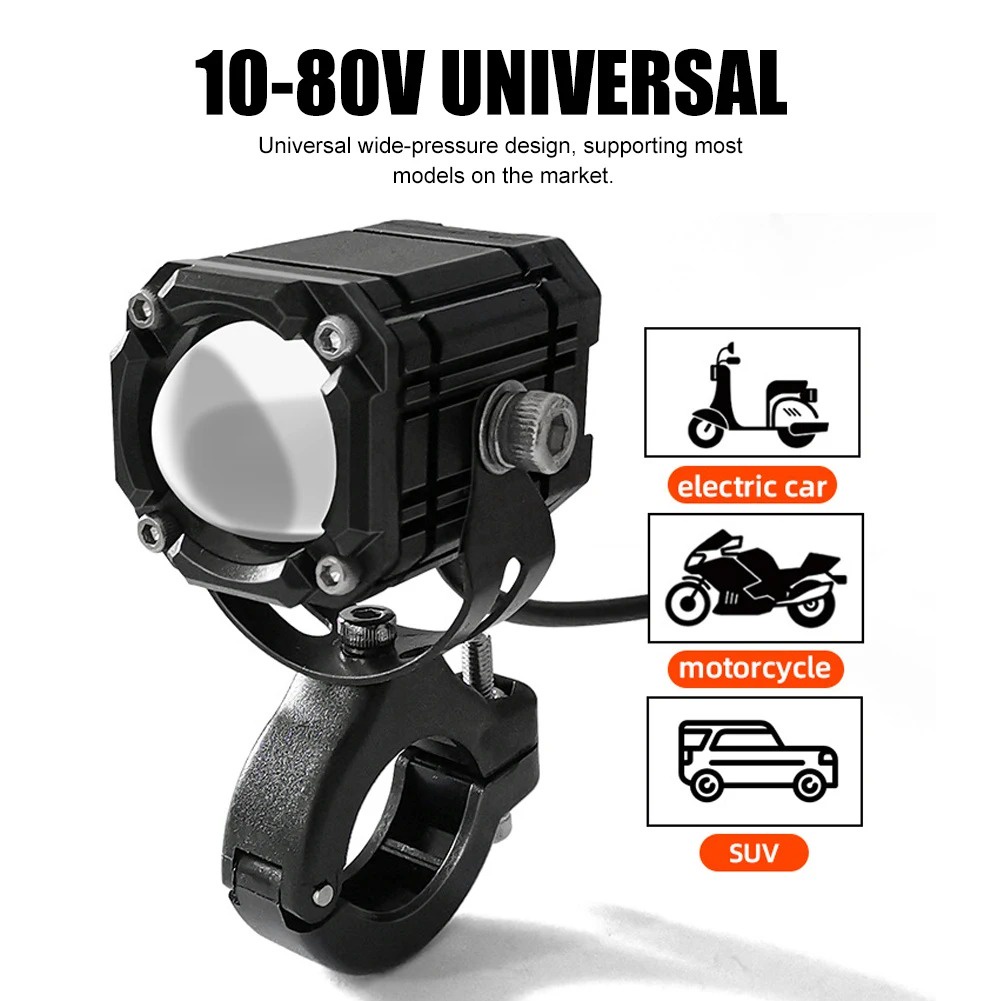 10-80V UNIVERSAL
Universal wide-pressure design, supporting most
models on the market.
electric car
motorcycle
SUV